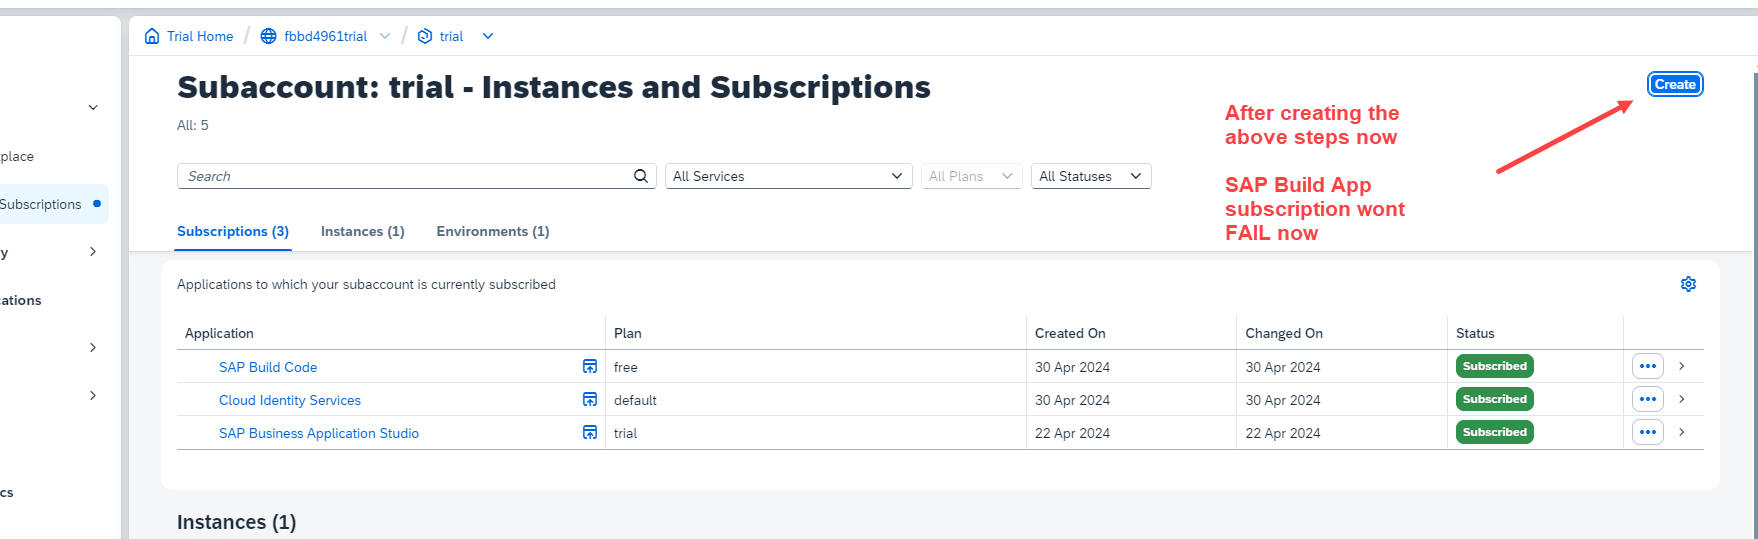 Trial Home / fbbd4961trial / trial
Subaccount: trial - Instances and Subscriptions
Create
All: 5
After creating the
above steps now
SAP Build App
subscription wont
FAIL now
place
Subscriptions
y
cations
cs
Search
All Services
All Plans
All Statuses
Subscriptions (3) Instances (1) Environments (1)
Applications to which your subaccount is currently subscribed
Application Plan Created On Changed On Status
SAP Build Code free 30 Apr 2024 30 Apr 2024 Subscribed
Cloud Identity Services default 30 Apr 2024 30 Apr 2024 Subscribed
SAP Business Application Studio trial 22 Apr 2024 22 Apr 2024 Subscribed
Instances (1)